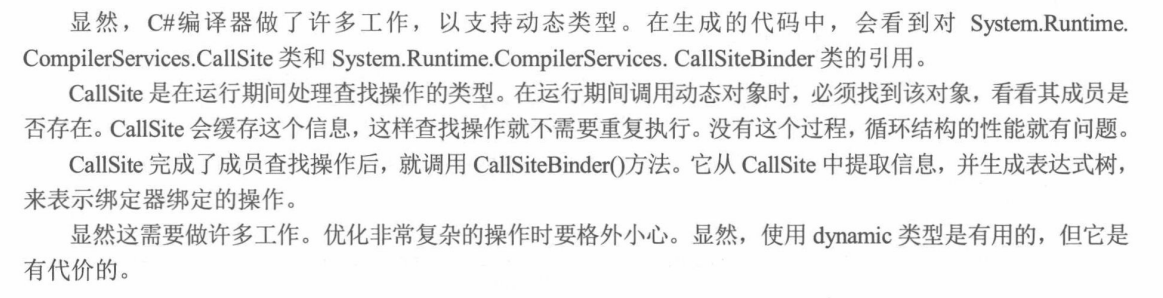 显然，C#编译器做了许多工作，以支持动态类型。在生成的代码中，会看到对 System.Runtime.
CompilerServices.CallSite 类和 System.Runtime.CompilerServices. CallSiteBinder 类的引用。
CallSite 是在运行期间处理查找操作的类型。在运行期间调用动态对象时，必须找到该对象，看看其成员是
否存在。CallSite 会缓存这个信息，这样查找操作就不需要重复执行。没有这个过程，循环结构的性能就有问题。
CallSite 完成了成员查找操作后，就调用 CallSiteBinder()方法。它从 CallSite 中提取信息，并生成表达式树，
来表示绑定器绑定的操作。
显然这需要做许多工作。优化非常复杂的操作时要格外小心。显然，使用 dynamic 类型是有用的，但它是
有代价的。